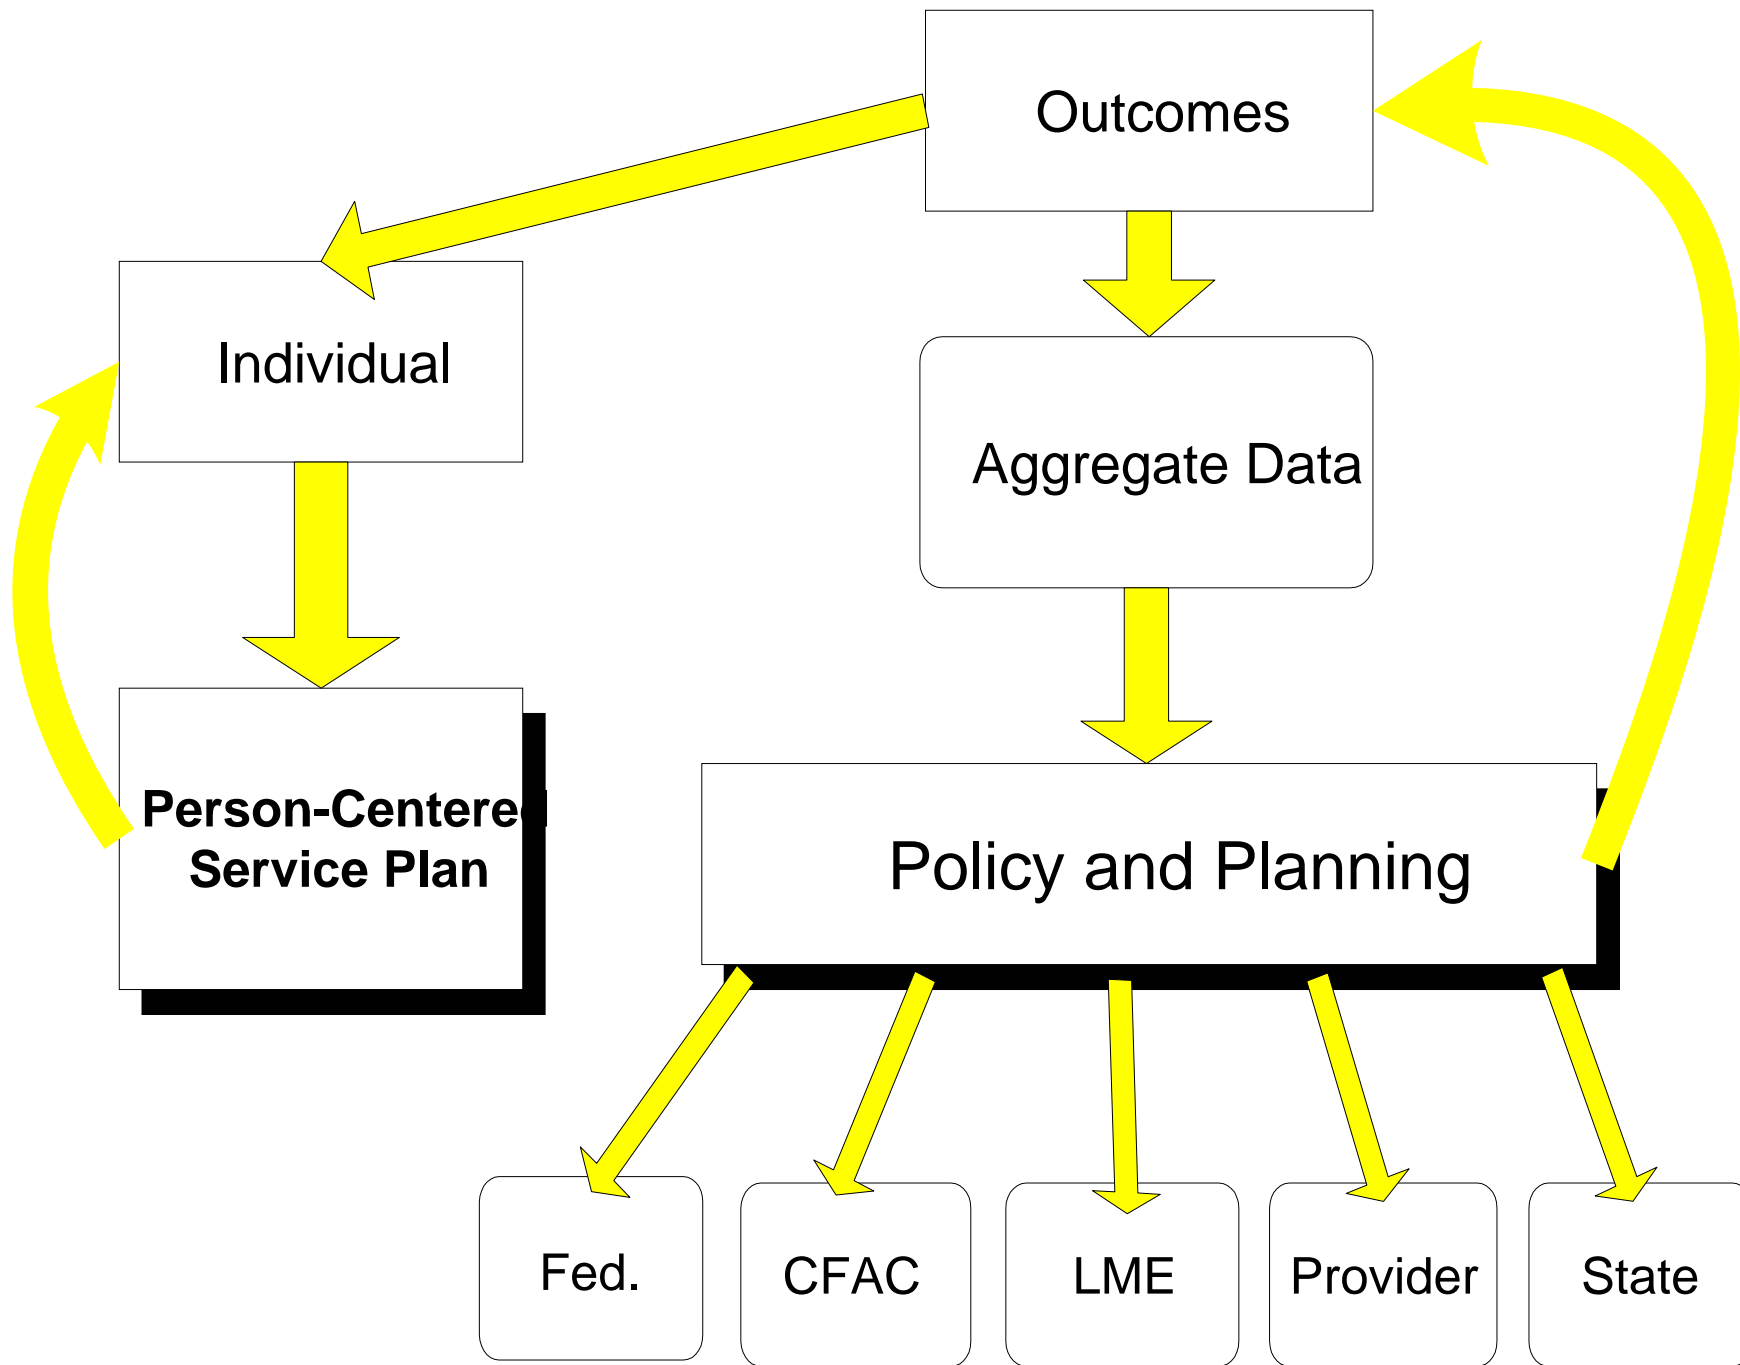 Outcomes
Individual
Aggregate Data
Person-Centered
Service Plan
Policy and Planning
Fed.
CFAC
LME
Provider
State